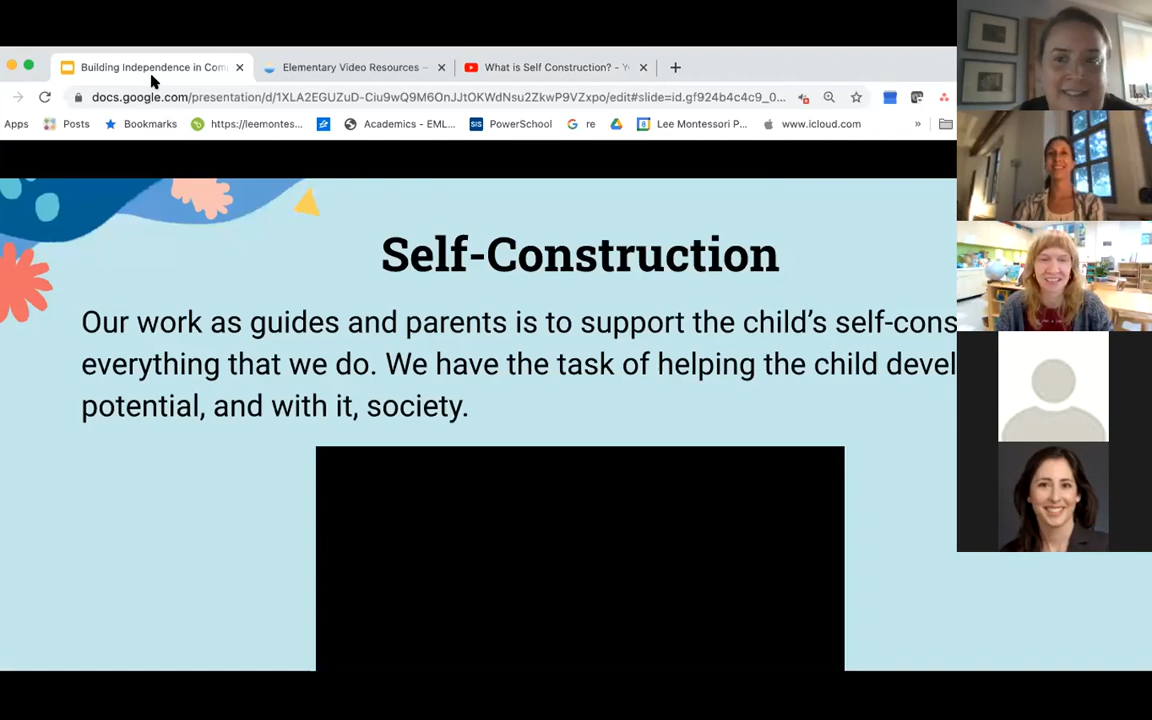 Building Independence in Com
Elementary Video Resources –
What is Self Construction? - Y
docs.google.com/presentation/d/1XLA2EGUZuD-Ciu9wQ9M6OnJJtOKWdNsu2ZkwP9VZxpo/edit#slide=id.gf924b4c4c9_0...
Apps Posts Bookmarks https://leemontes... Academics - EML... SIS PowerSchool G re Lee Montessori P... www.icloud.com »
Self-Construction
Our work as guides and parents is to support the child’s self-cons
everything that we do. We have the task of helping the child devel
potential, and with it, society.